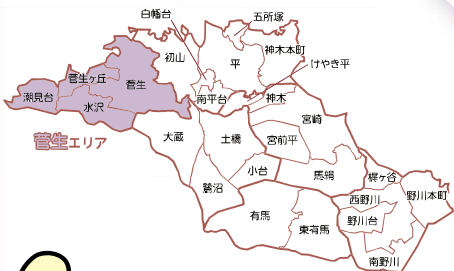 白幡台
五所塚
初山
平
神木本町
けやき平
菅生ヶ丘
菅生
潮見台
水沢
南平台
神木
菅生エリア
大蔵
土橋
宮崎
宮前平
小台
馬絹
梶ヶ谷
鷺沼
西野川
野川本町
有馬
東有馬
野川台
南野川